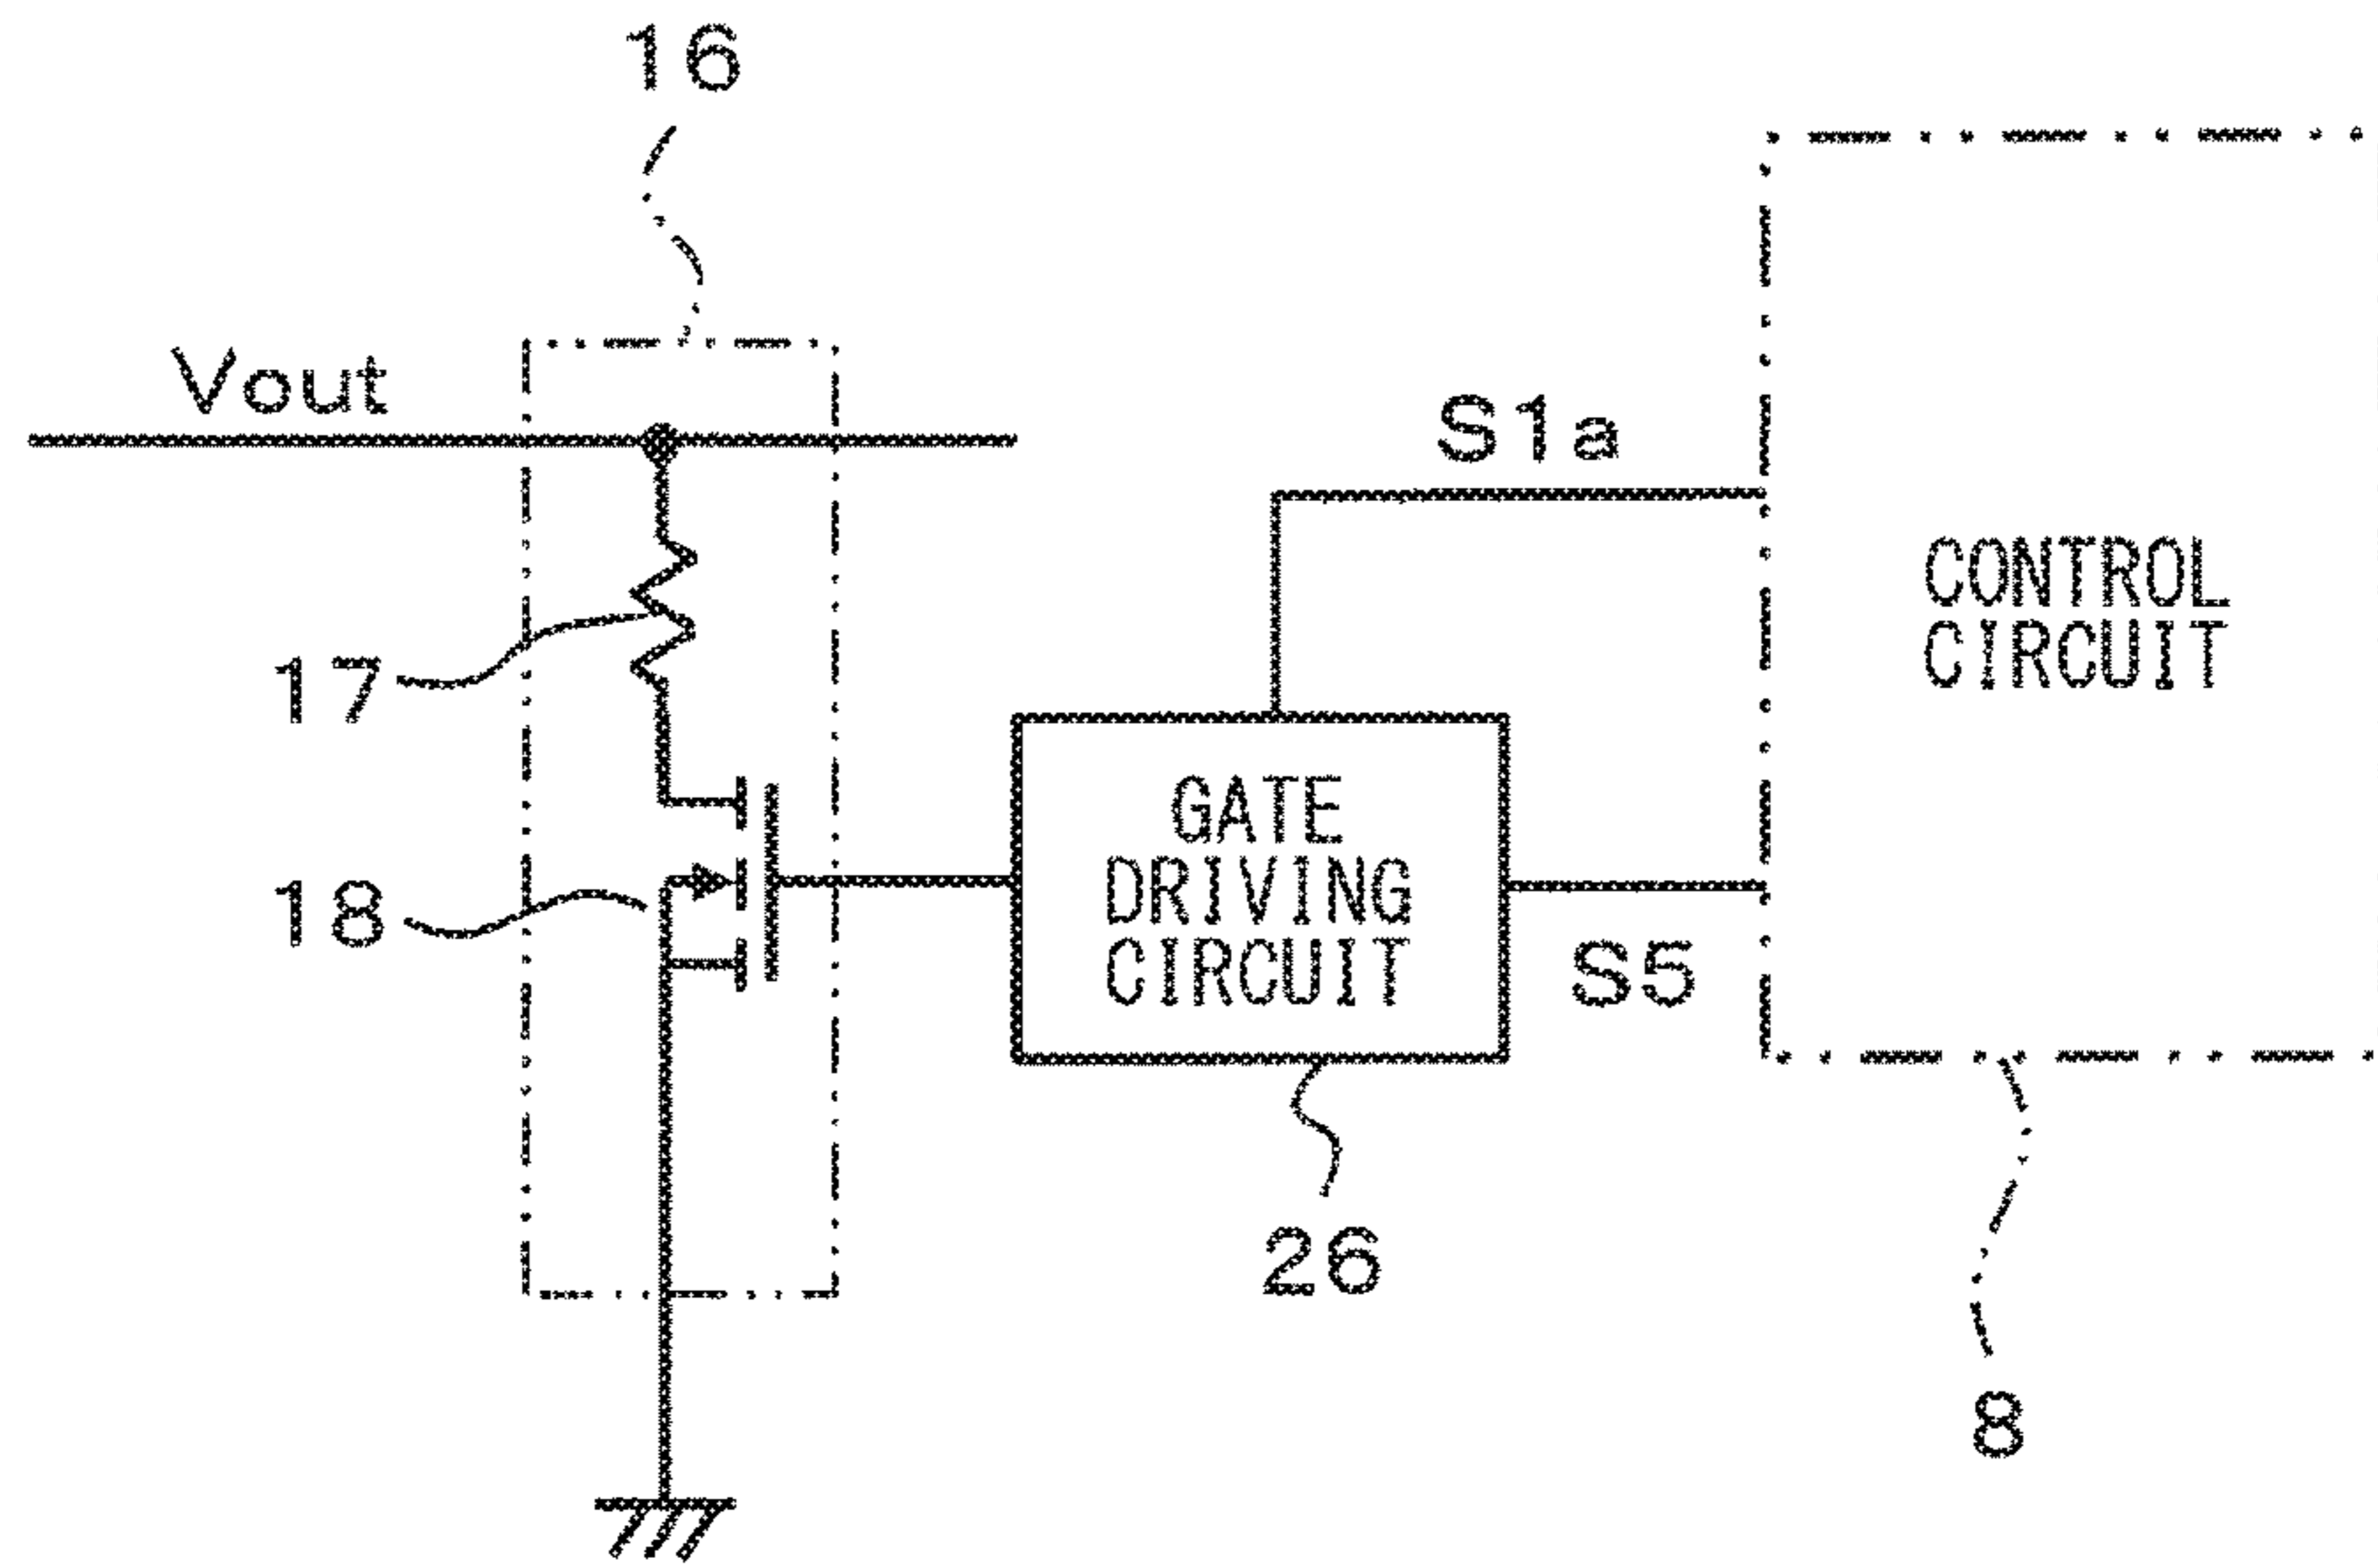 16
Vout
S1a
CONTROL
CIRCUIT
17
GATE
DRIVING
CIRCUIT
18
S5
26
8